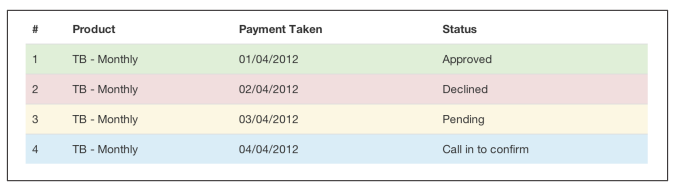 # Product Payment Taken Status
1 TB - Monthly 01/04/2012 Approved
2 TB - Monthly 02/04/2012 Declined
3 TB - Monthly 03/04/2012 Pending
4 TB - Monthly 04/04/2012 Call in to confirm